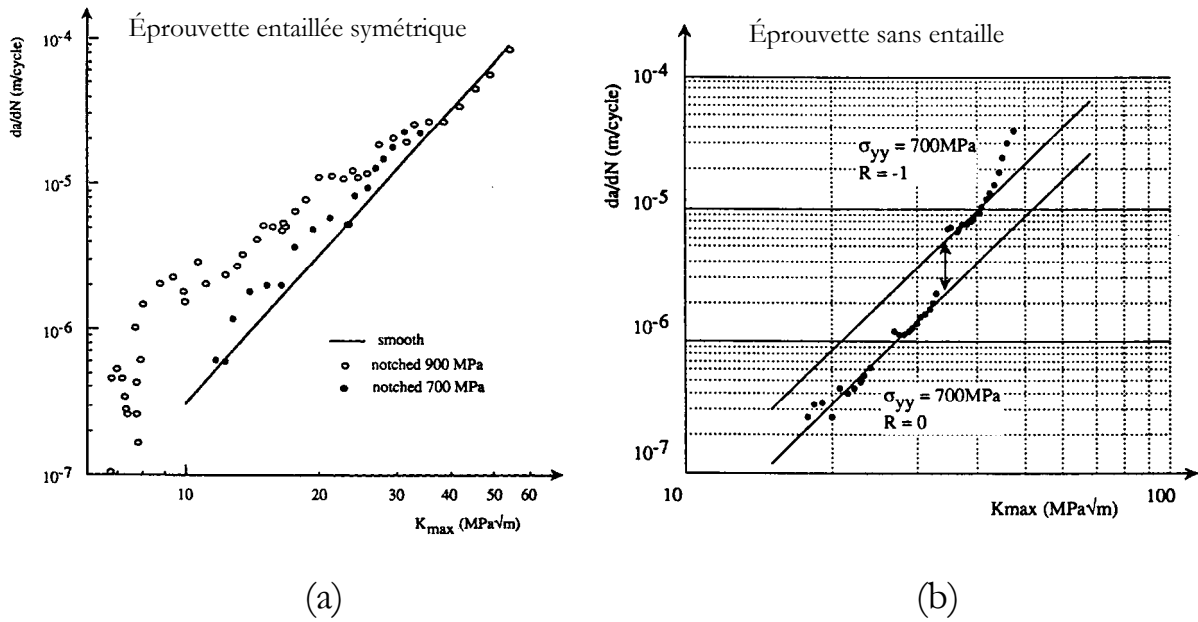 Éprouvette entaillée symétrique
da/dN (m/cycle)
10-4
10-5
10-6
10-7
smooth
notched 900 MPa
notched 700 MPa
10
20
30
40
50
60
Kmax (MPa√m)
(a)
Éprouvette sans entaille
da/dN (m/cycle)
10-4
10-5
10-6
10-7
σyy = 700MPa
R = -1
σyy = 700MPa
R = 0
10
100
Kmax (MPa√m)
(b)